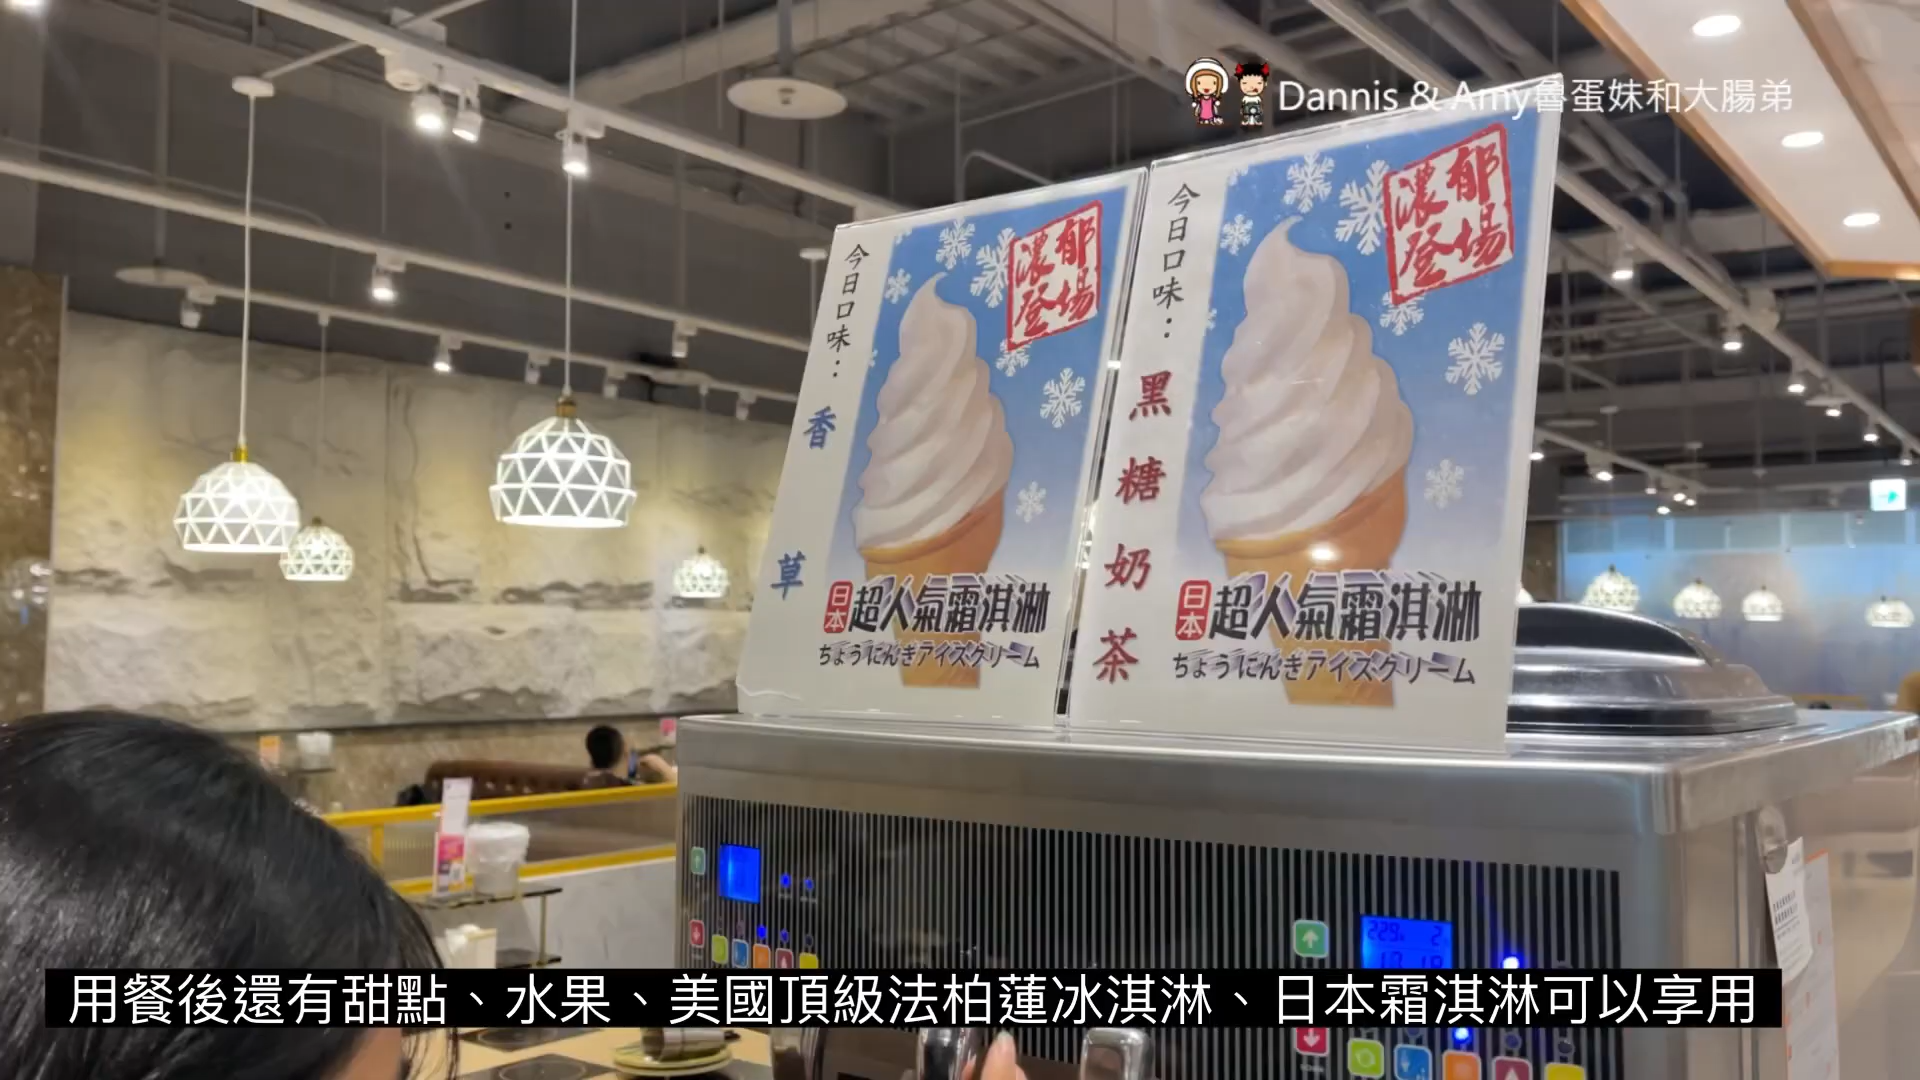 Dannis & Amy魯蛋妹和大腸弟
今日口味：香草
濃郁登場
日本超人氣霜淇淋
ちょうにんきアイスクリーム
今日口味：黑糖奶茶
濃郁登場
日本超人氣霜淇淋
ちょうにんきアイスクリーム
用餐後還有甜點、水果、美國頂級法柏蓮冰淇淋、日本霜淇淋可以享用